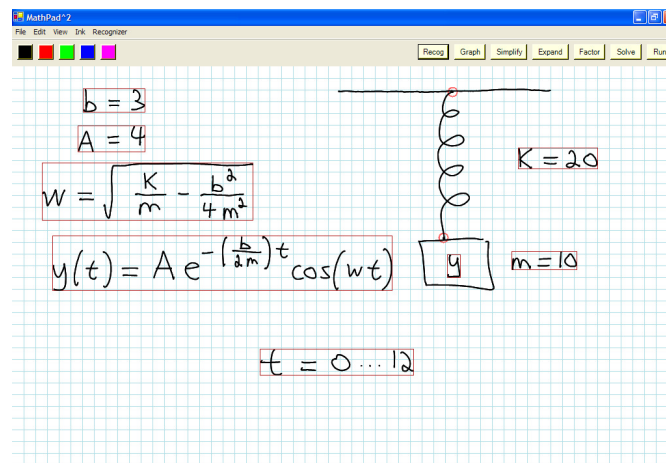 MathPad^2
File Edit View Ink Recognizer
Recog Graph Simplify Expand Factor Solve Run
b = 3
A = 4
K = 20
w = √(K/m - b²/4m²)
y(t) = A e^(-(b/2m)t) cos(wt)
y
m = 10
t = 0...12